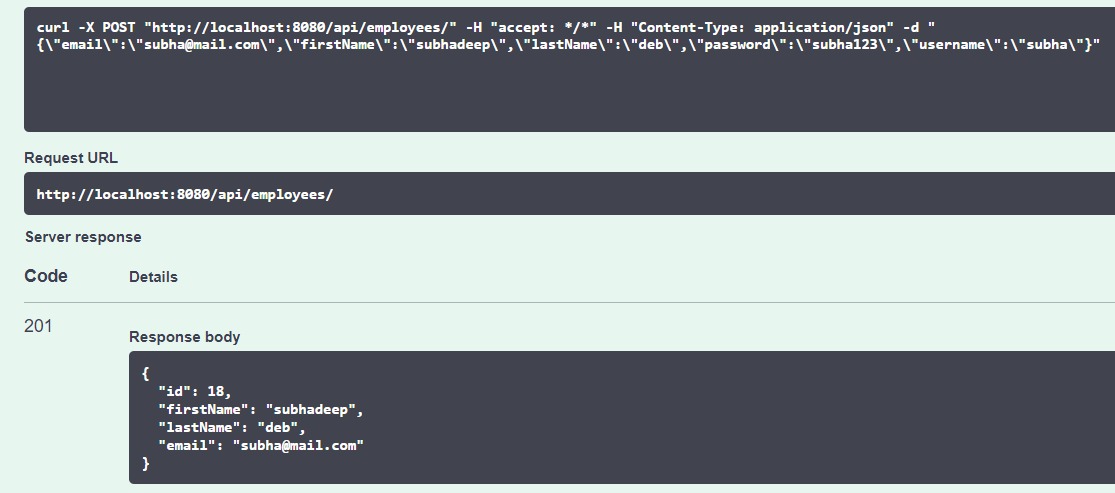 curl -X POST "http://localhost:8080/api/employees/" -H "accept: */*" -H "Content-Type: application/json" -d "
{\"email\":\"subha@mail.com\",\"firstName\":\"subhadeep\",\"lastName\":\"deb\",\"password\":\"subha123\",\"username\":\"subha\"}"
Request URL
http://localhost:8080/api/employees/
Server response
Code Details
201
Response body
{
  "id": 18,
  "firstName": "subhadeep",
  "lastName": "deb",
  "email": "subha@mail.com"
}